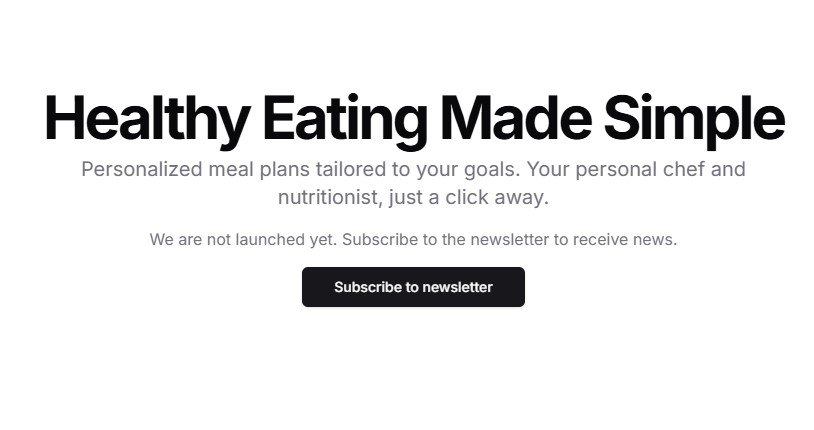 Healthy Eating Made Simple
Personalized meal plans tailored to your goals. Your personal chef and
nutritionist, just a click away.
We are not launched yet. Subscribe to the newsletter to receive news.
Subscribe to newsletter